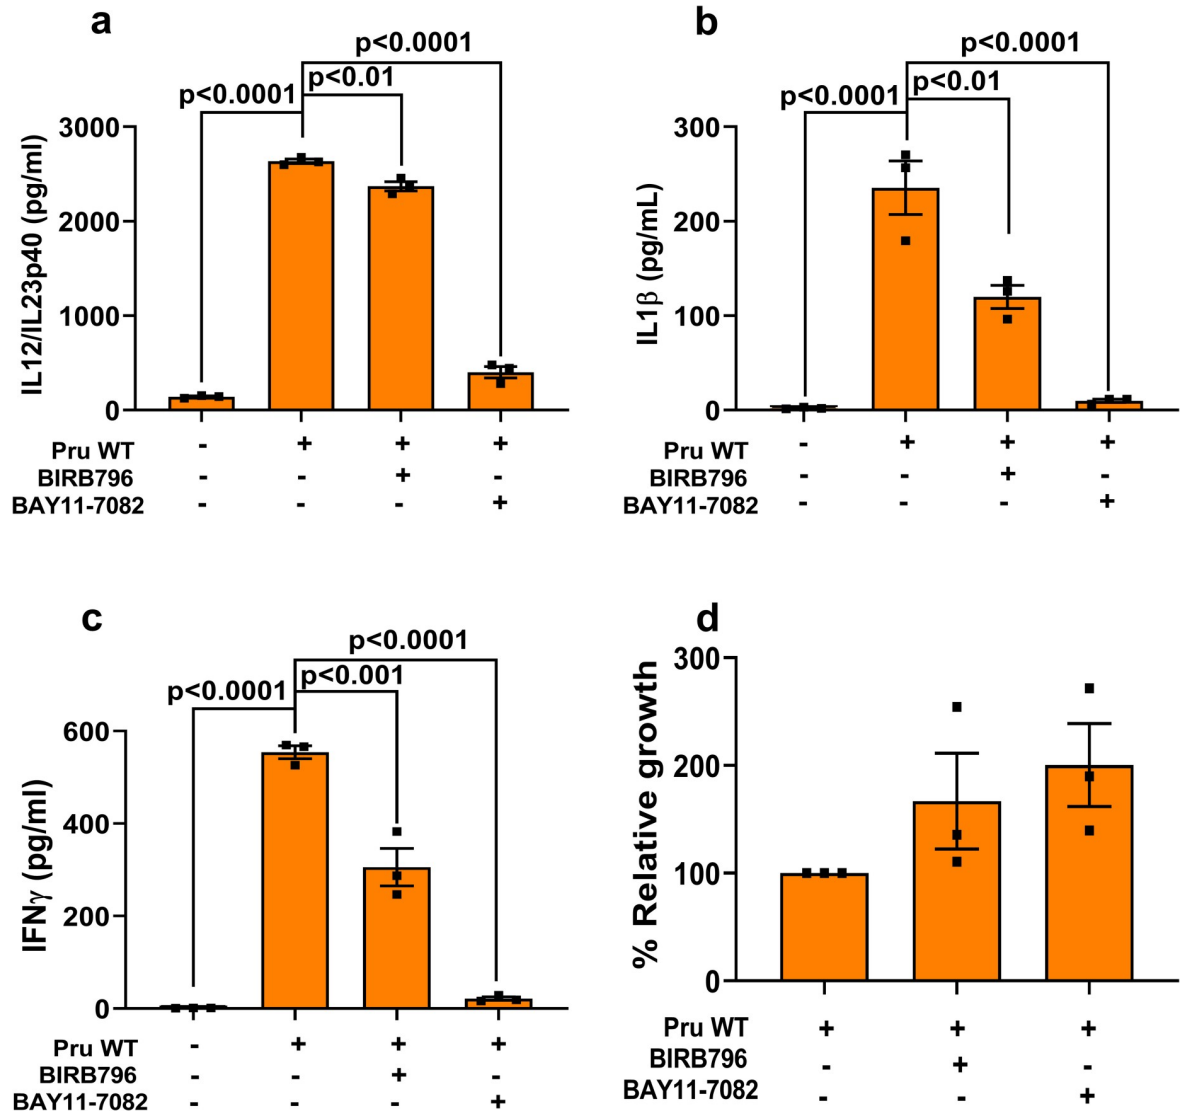 a
p<0.0001
p<0.01
p<0.0001
IL12/IL23p40 (pg/ml)
3000
2000
1000
0
Pru WT - + + +
BIRB796 - - + -
BAY11-7082 - - - +
b
p<0.0001
p<0.01
p<0.0001
IL1β (pg/mL)
300
200
100
0
Pru WT - + + +
BIRB796 - - + -
BAY11-7082 - - - +
c
p<0.0001
p<0.001
p<0.0001
IFNγ (pg/ml)
600
400
200
0
Pru WT - + + +
BIRB796 - - + -
BAY11-7082 - - - +
d
% Relative growth
300
200
100
0
Pru WT + + +
BIRB796 - + -
BAY11-7082 - - +